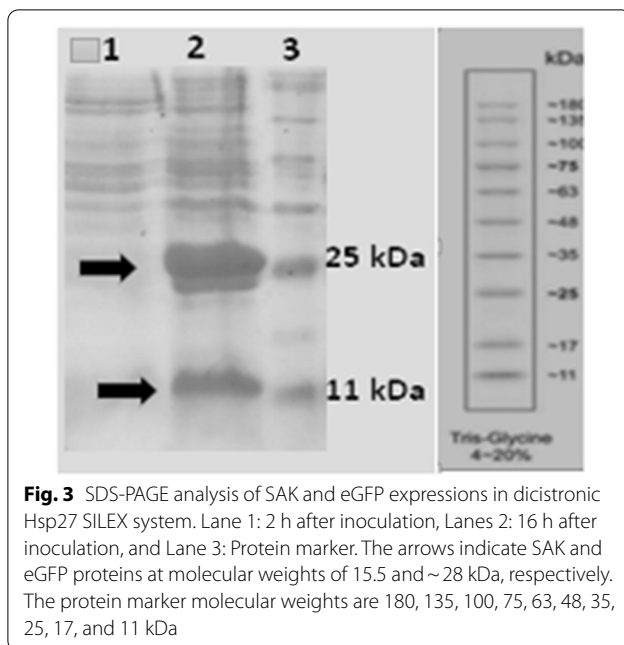 1 2 3
25 kDa
11 kDa
kDa
~180
~135
~100
~75
~63
~48
~35
~25
~17
~11
Tris-Glycine
4~20%
Fig. 3 SDS-PAGE analysis of SAK and eGFP expressions in dicistronic
Hsp27 SILEX system. Lane 1: 2 h after inoculation, Lanes 2: 16 h after
inoculation, and Lane 3: Protein marker. The arrows indicate SAK and
eGFP proteins at molecular weights of 15.5 and ~ 28 kDa, respectively.
The protein marker molecular weights are 180, 135, 100, 75, 63, 48, 35,
25, 17, and 11 kDa